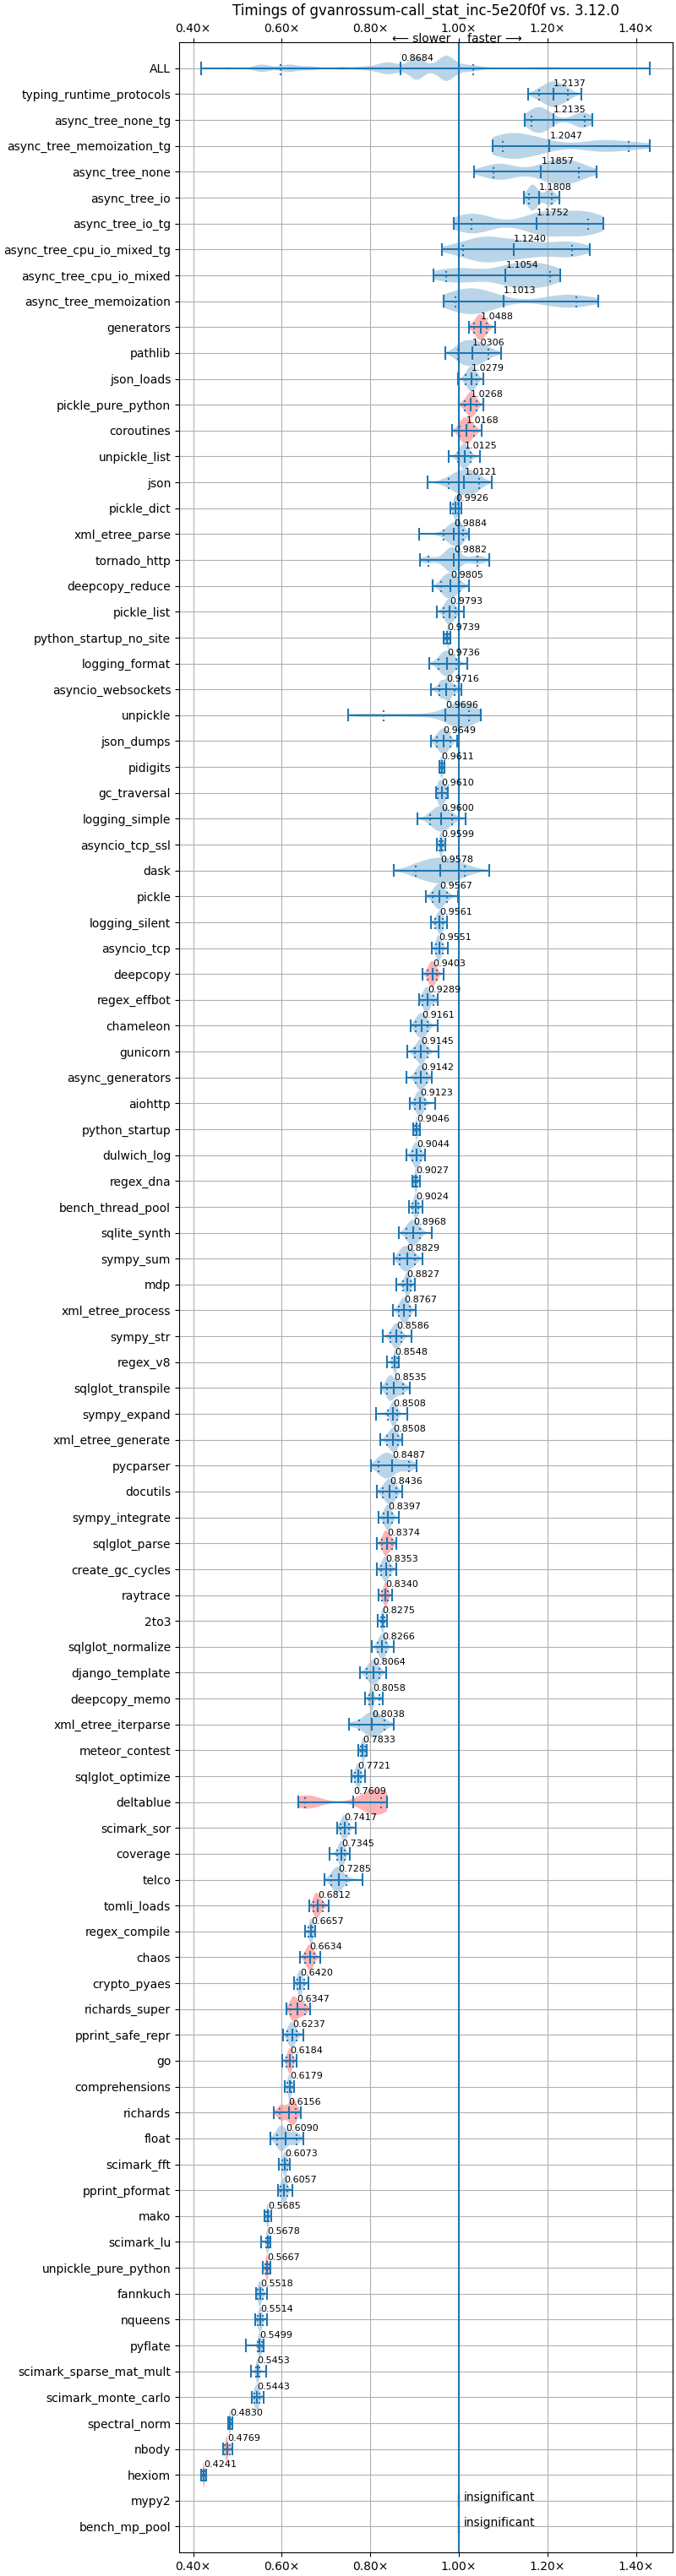 Timings of gvanrossum-call_stat_inc-5e20f0f vs. 3.12.0
0.40× 0.60× 0.80× 1.00× 1.20× 1.40×
⟵ slower faster ⟶
ALL 0.8684
typing_runtime_protocols 1.2137
async_tree_none_tg 1.2135
async_tree_memoization_tg 1.2047
async_tree_none 1.1857
async_tree_io 1.1808
async_tree_io_tg 1.1752
async_tree_cpu_io_mixed_tg 1.1240
async_tree_cpu_io_mixed 1.1054
async_tree_memoization 1.1013
generators 1.0488
pathlib 1.0306
json_loads 1.0279
pickle_pure_python 1.0268
coroutines 1.0168
unpickle_list 1.0125
json 1.0121
pickle_dict 0.9926
xml_etree_parse 0.9884
tornado_http 0.9882
deepcopy_reduce 0.9805
pickle_list 0.9793
python_startup_no_site 0.9739
logging_format 0.9736
asyncio_websockets 0.9716
unpickle 0.9696
json_dumps 0.9649
pidigits 0.9611
gc_traversal 0.9610
logging_simple 0.9600
asyncio_tcp_ssl 0.9599
dask 0.9578
pickle 0.9567
logging_silent 0.9561
asyncio_tcp 0.9551
deepcopy 0.9403
regex_effbot 0.9289
chameleon 0.9161
gunicorn 0.9145
async_generators 0.9142
aiohttp 0.9123
python_startup 0.9046
dulwich_log 0.9044
regex_dna 0.9027
bench_thread_pool 0.9024
sqlite_synth 0.8968
sympy_sum 0.8829
mdp 0.8827
xml_etree_process 0.8767
sympy_str 0.8586
regex_v8 0.8548
sqlglot_transpile 0.8535
sympy_expand 0.8508
xml_etree_generate 0.8508
pycparser 0.8487
docutils 0.8436
sympy_integrate 0.8397
sqlglot_parse 0.8374
create_gc_cycles 0.8353
raytrace 0.8340
2to3 0.8275
sqlglot_normalize 0.8266
django_template 0.8064
deepcopy_memo 0.8058
xml_etree_iterparse 0.8038
meteor_contest 0.7833
sqlglot_optimize 0.7721
deltablue 0.7609
scimark_sor 0.7417
coverage 0.7345
telco 0.7285
tomli_loads 0.6812
regex_compile 0.6657
chaos 0.6634
crypto_pyaes 0.6420
richards_super 0.6347
pprint_safe_repr 0.6237
go 0.6184
comprehensions 0.6179
richards 0.6156
float 0.6090
scimark_fft 0.6073
pprint_pformat 0.6057
mako 0.5685
scimark_lu 0.5678
unpickle_pure_python 0.5667
fannkuch 0.5518
nqueens 0.5514
pyflate 0.5499
scimark_sparse_mat_mult 0.5453
scimark_monte_carlo 0.5443
spectral_norm 0.4830
nbody 0.4769
hexiom 0.4241
mypy2 insignificant
bench_mp_pool insignificant
0.40× 0.60× 0.80× 1.00× 1.20× 1.40×